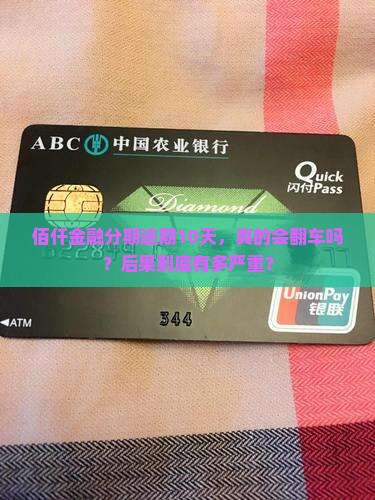 ABC 中国农业银行
Diamond
Quick
闪付Pass
佰仟金融分期逾期10天，真的会翻车吗
？后果到底有多严重？
UnionPay
银联
◀ATM
344